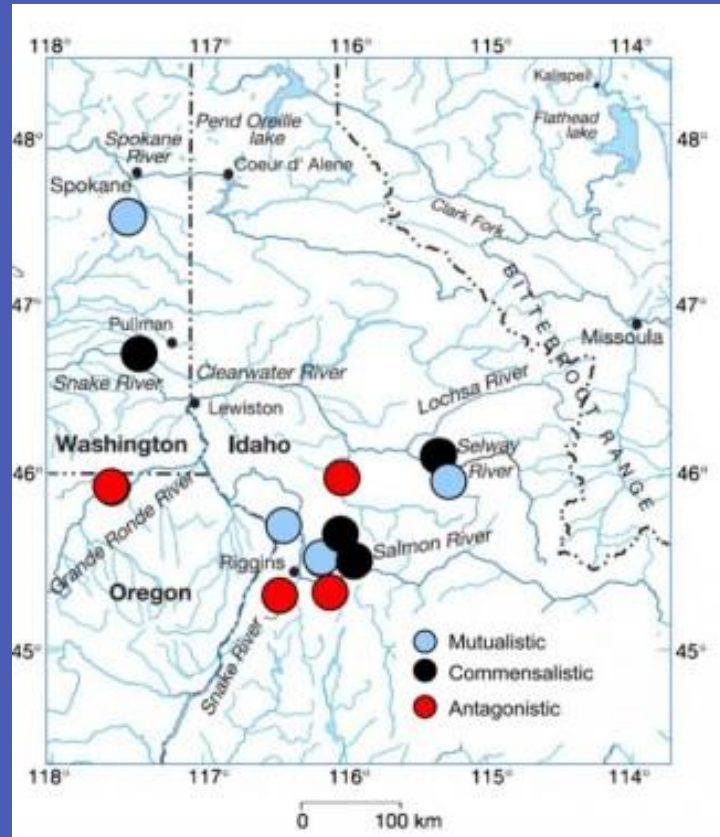 118° 117° 116° 115° 114°
Kalispell
48° 48°
Spokane River
Pend Oreille lake
Flathead lake
Coeur d' Alene
Spokane
Clark Fork
47° 47°
BITTERROOT RANGE
Pullman
Missoula
Snake River
Clearwater River
Lochsa River
Lewiston
Washington Idaho
Selway River
46° 46°
Grande Ronde River
Salmon River
Riggins
Oregon
Snake River
45° 45°
Mutualistic
Commensalistic
Antagonistic
118° 117° 116° 115° 114°
0 100 km